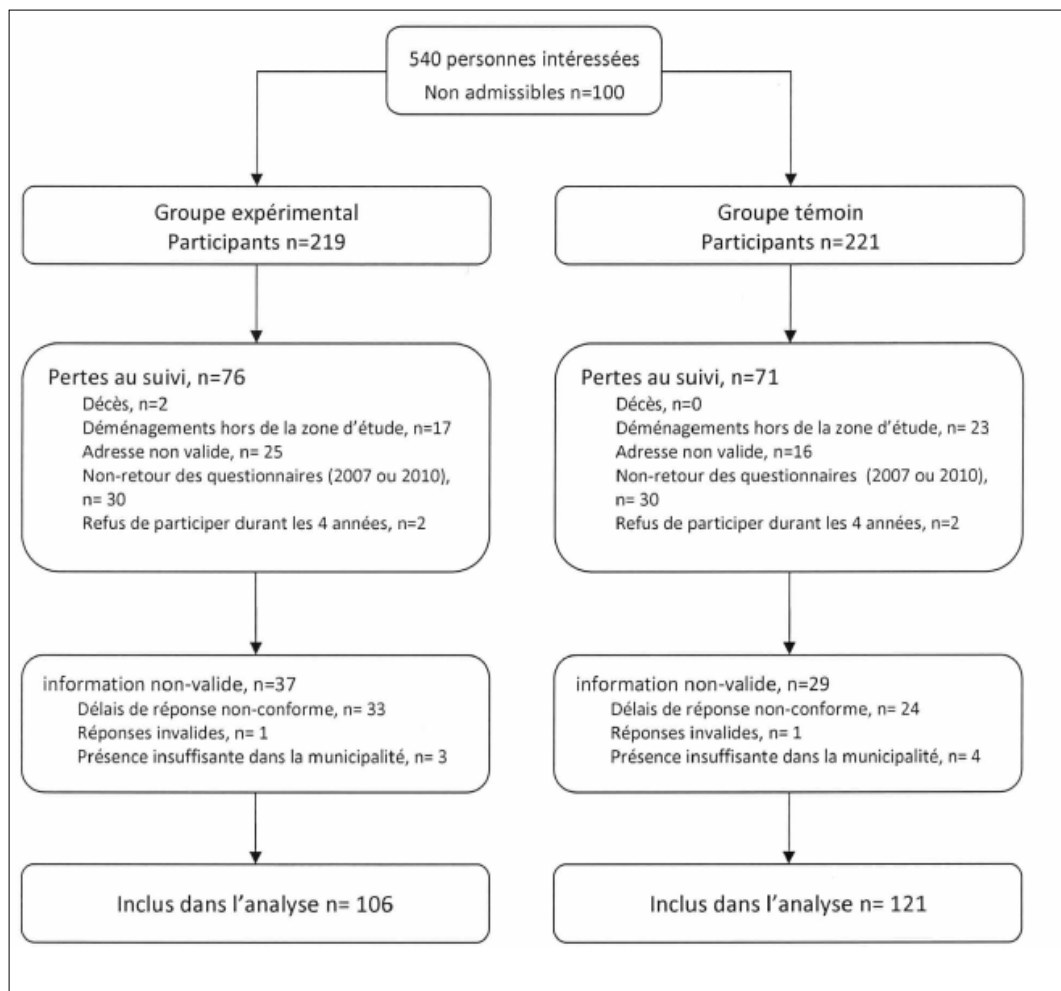 540 personnes intéressées
Non admissibles n=100
Groupe expérimental
Participants n=219
Groupe témoin
Participants n=221
Pertes au suivi, n=76
Décès, n=2
Déménagements hors de la zone d'étude, n=17
Adresse non valide, n= 25
Non-retour des questionnaires (2007 ou 2010),
n= 30
Refus de participer durant les 4 années, n=2
Pertes au suivi, n=71
Décès, n=0
Déménagements hors de la zone d'étude, n= 23
Adresse non valide, n=16
Non-retour des questionnaires (2007 ou 2010),
n= 30
Refus de participer durant les 4 années, n=2
information non-valide, n=37
Délais de réponse non-conforme, n= 33
Réponses invalides, n= 1
Présence insuffisante dans la municipalité, n= 3
information non-valide, n=29
Délais de réponse non-conforme, n= 24
Réponses invalides, n= 1
Présence insuffisante dans la municipalité, n= 4
Inclus dans l'analyse n= 106
Inclus dans l'analyse n= 121